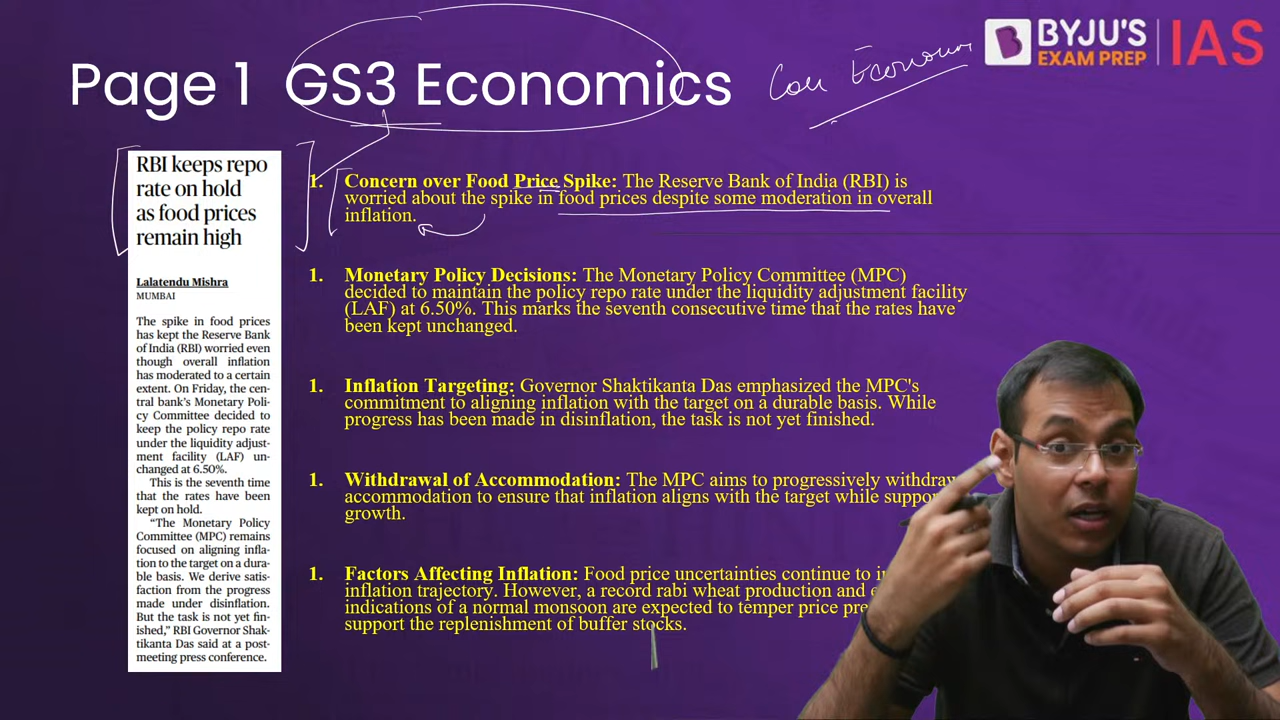 Page 1 GS3 Economics
Core Economy
BYJU'S
EXAM PREP
IAS
RBI keeps repo
rate on hold
as food prices
remain high
Lalatendu Mishra
MUMBAI
The spike in food prices
has kept the Reserve Bank
of India (RBI) worried even
though overall inflation
has moderated to a certain
extent. On Friday, the cen-
tral bank's Monetary Poli-
cy Committee decided to
keep the policy repo rate
under the liquidity adjust-
ment facility (LAF) un-
changed at 6.50%.
This is the seventh time
that the rates have been
kept on hold.
“The Monetary Policy
Committee (MPC) remains
focused on aligning infla-
tion to the target on a dura-
ble basis. We derive satis-
faction from the progress
made under disinflation.
But the task is not yet fin-
ished,” RBI Governor Shak-
tikanta Das said at a post-
meeting press conference.
1. Concern over Food Price Spike: The Reserve Bank of India (RBI) is
worried about the spike in food prices despite some moderation in overall
inflation.
1. Monetary Policy Decisions: The Monetary Policy Committee (MPC)
decided to maintain the policy repo rate under the liquidity adjustment facility
(LAF) at 6.50%. This marks the seventh consecutive time that the rates have
been kept unchanged.
1. Inflation Targeting: Governor Shaktikanta Das emphasized the MPC's
commitment to aligning inflation with the target on a durable basis. While
progress has been made in disinflation, the task is not yet finished.
1. Withdrawal of Accommodation: The MPC aims to progressively withdraw
accommodation to ensure that inflation aligns with the target while
growth.
1. Factors Affecting Inflation: Food price uncertainties continue to
inflation trajectory. However, a record rabi wheat production and
indications of a normal monsoon are expected to temper price
support the replenishment of buffer stocks.